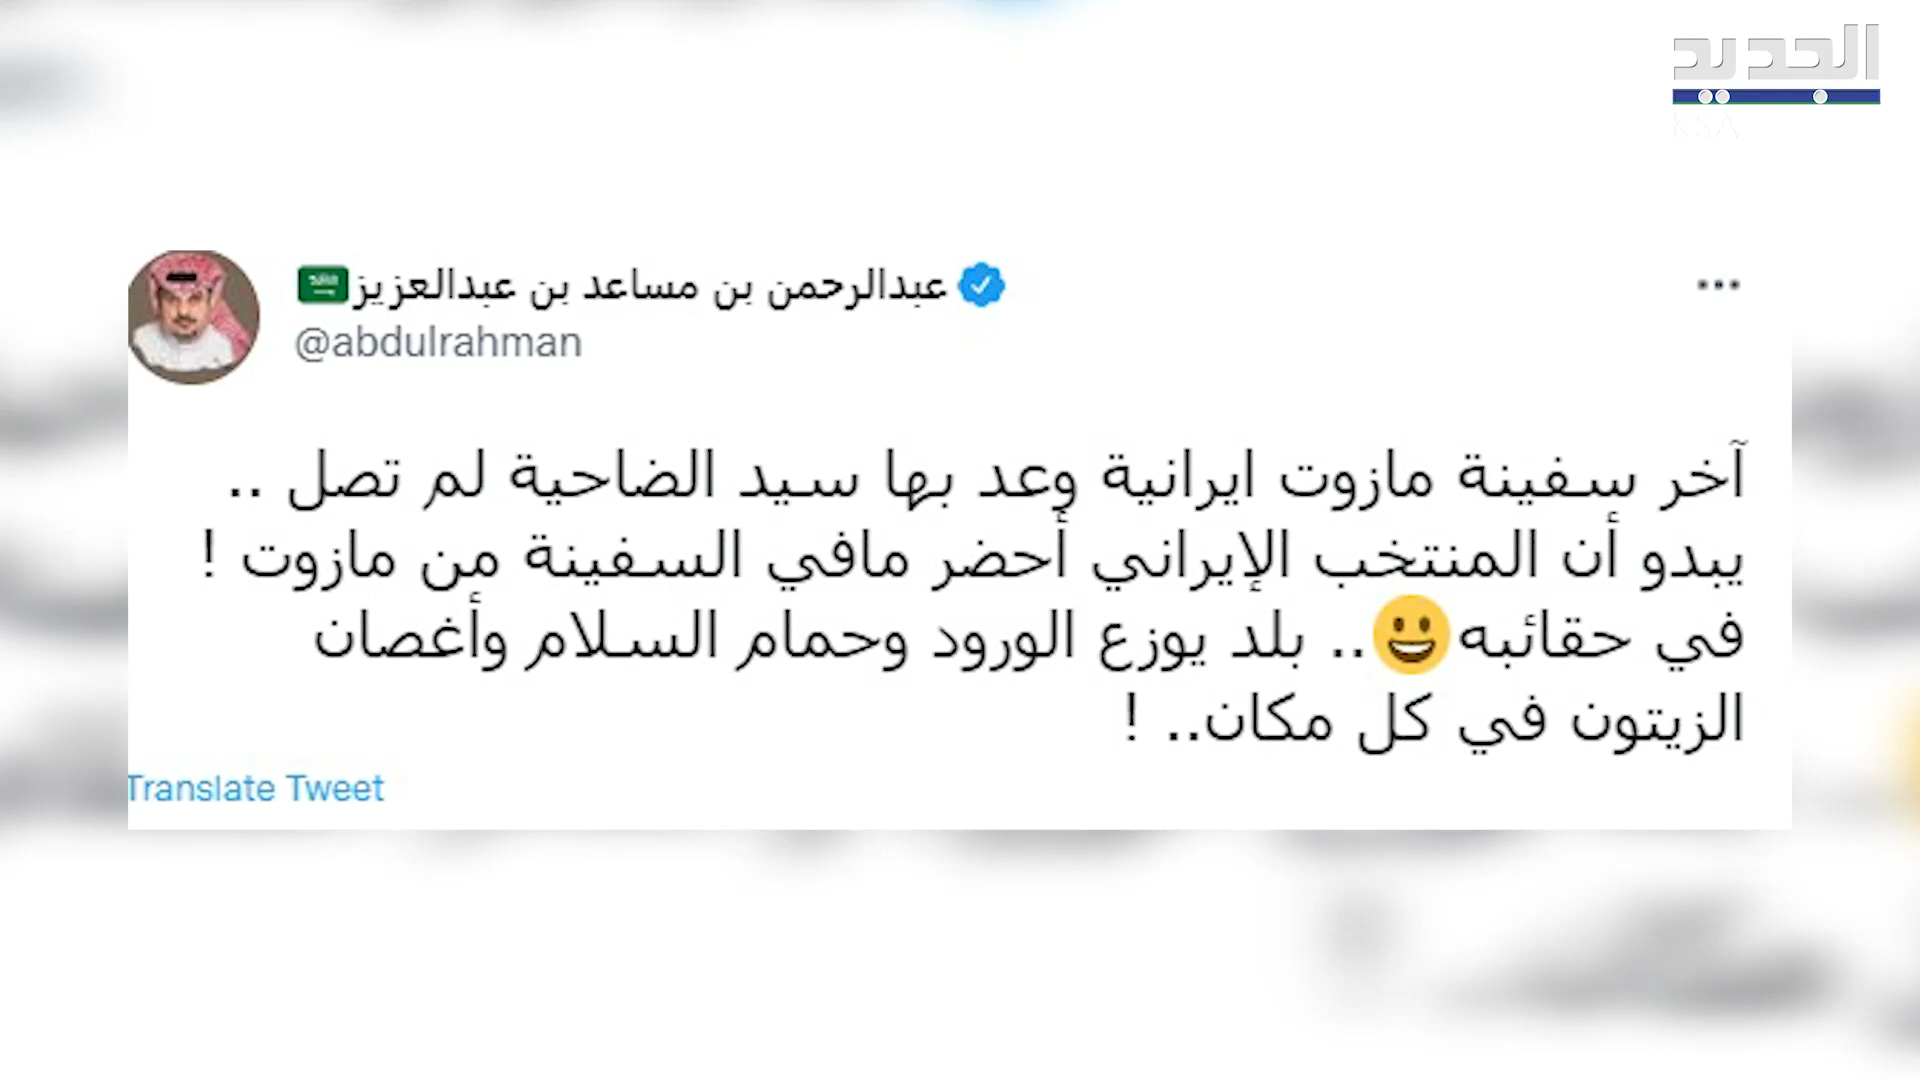 الجديد
عبدالرحمن بن مساعد بن عبدالعزيز
@abdulrahman
آخر سفينة مازوت ايرانية وعد بها سيد الضاحية لم تصل ..
يبدو أن المنتخب الإيراني أحضر مافي السفينة من مازوت !
في حقائبه😀.. بلد يوزع الورود وحمام السلام وأغصان
الزيتون في كل مكان.. !
Translate Tweet